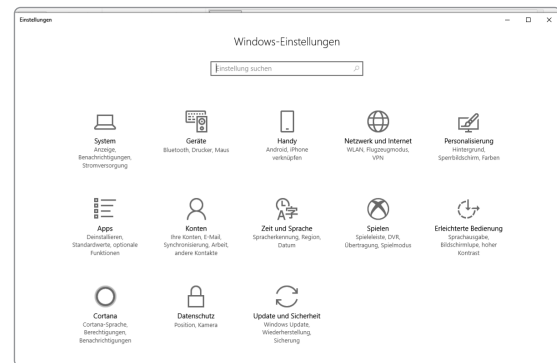 Einstellungen
Windows-Einstellungen
Einstellung suchen
System
Anzeige,
Benachrichtigungen,
Stromversorgung
Geräte
Bluetooth, Drucker, Maus
Handy
Android, iPhone
verknüpfen
Netzwerk und Internet
WLAN, Flugzeugmodus,
VPN
Personalisierung
Hintergrund,
Sperrbildschirm, Farben
Apps
Deinstallieren,
Standardwerte, optionale
Funktionen
Konten
Ihre Konten, E-Mail,
Synchronisierung, Arbeit,
andere Kontakte
Zeit und Sprache
Spracherkennung, Region,
Datum
Spielen
Spieleleiste, DVR,
Übertragung, Spielmodus
Erleichterte Bedienung
Sprachausgabe,
Bildschirmlupe, hoher
Kontrast
Cortana
Cortana-Sprache,
Berechtigungen,
Benachrichtigungen
Datenschutz
Position, Kamera
Update und Sicherheit
Windows Update,
Wiederherstellung,
Sicherung